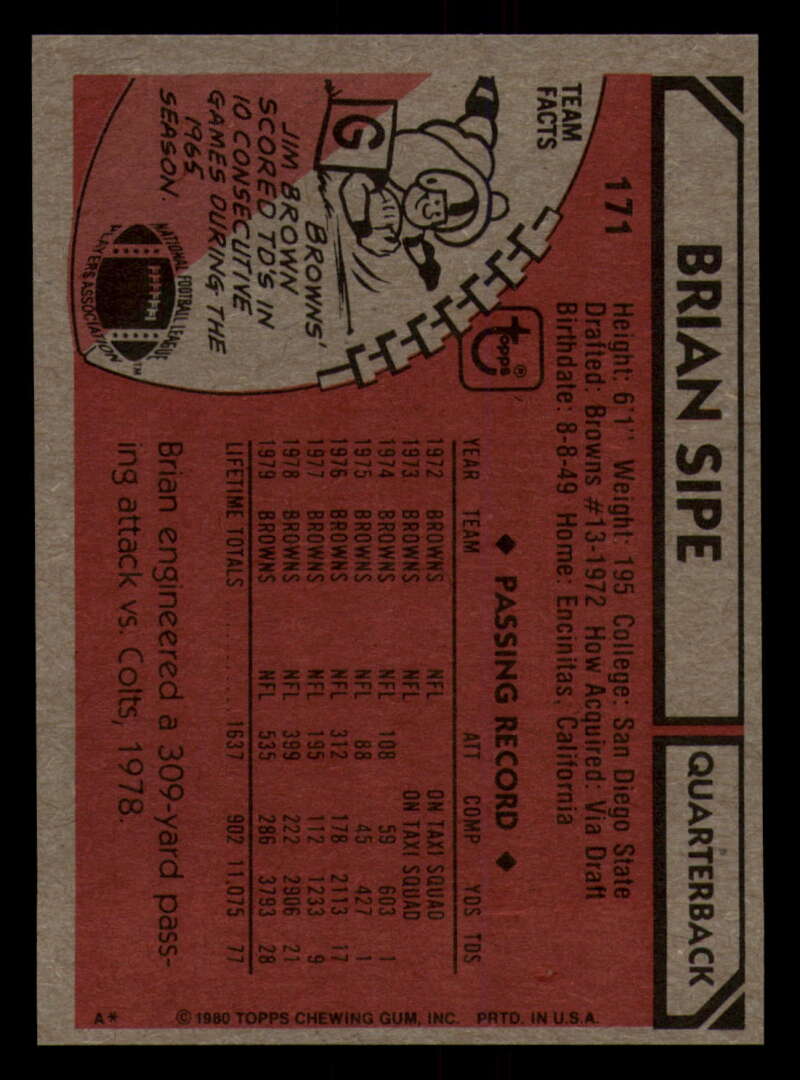 BRIAN SIPE QUARTERBACK
171
Height: 6'1" Weight: 195 College: San Diego State
Drafted: Browns #13-1972 How Acquired: Via Draft
Birthdate: 8-8-49 Home: Encinitas, California
TEAM
FACTS
G
BROWNS'
JIM BROWN
SCORED TD'S IN
10 CONSECUTIVE
GAMES DURING THE
1965
SEASON.
topps®
NATIONAL FOOTBALL LEAGUE
PLAYERS ASSOCIATION™
◆ PASSING RECORD ◆
YEAR TEAM ATT COMP YDS TDS
1972 BROWNS NFL ON TAXI SQUAD
1973 BROWNS NFL ON TAXI SQUAD
1974 BROWNS NFL 108 59 603 1
1975 BROWNS NFL 88 45 427 1
1976 BROWNS NFL 312 178 2113 17
1977 BROWNS NFL 195 112 1233 9
1978 BROWNS NFL 399 222 2906 21
1979 BROWNS NFL 535 286 3793 28
LIFETIME TOTALS 1637 902 11,075 77
Brian engineered a 309-yard pass-
ing attack vs. Colts, 1978.
A* © 1980 TOPPS CHEWING GUM, INC. PRTD. IN U.S.A.